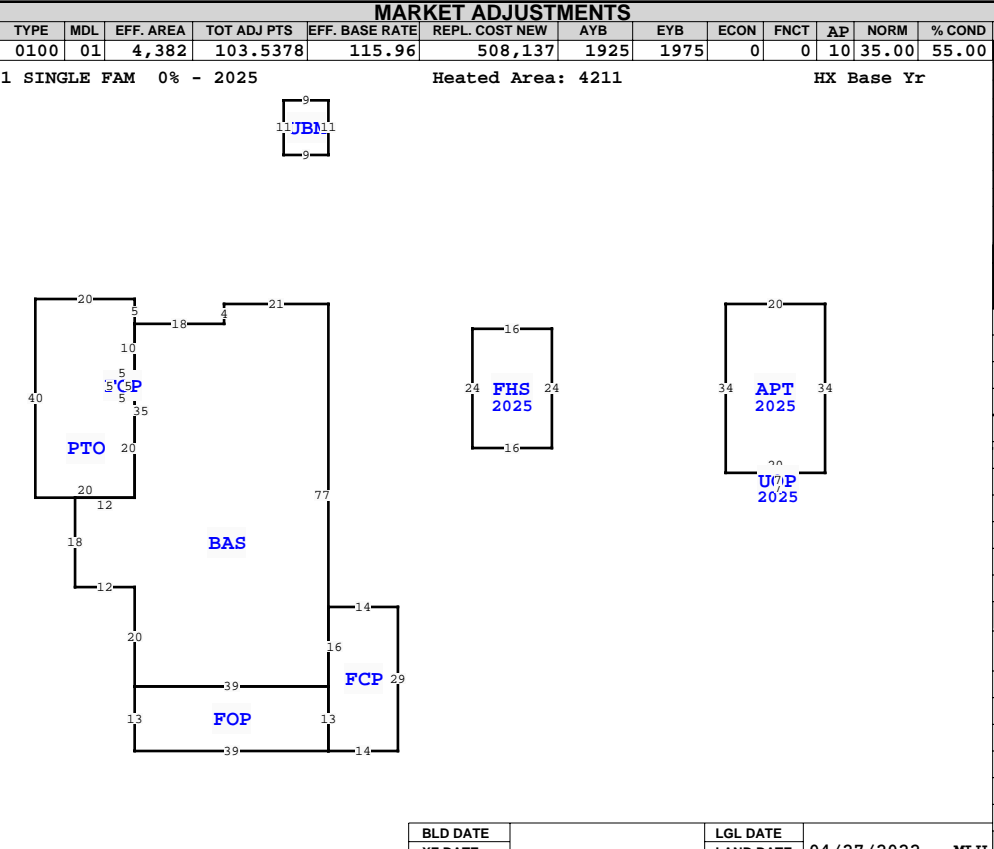 MARKET ADJUSTMENTS
TYPE MDL EFF. AREA TOT ADJ PTS EFF. BASE RATE REPL. COST NEW AYB EYB ECON FNCT AP NORM % COND
0100 01 4,382 103.5378 115.96 508,137 1925 1975 0 0 10 35.00 55.00
1 SINGLE FAM 0% - 2025 Heated Area: 4211 HX Base Yr
9
11 11
9
20 21 20
5 4
18 16
10
5
5 5
24 FHS 24 34 APT 34
40 5 2025 2025
35
PTO 20 16
20
20 77
12 2025
18 BAS
12 14
20 16
39 FCP 29
13 FOP 13
39 14
BLD DATE LGL DATE